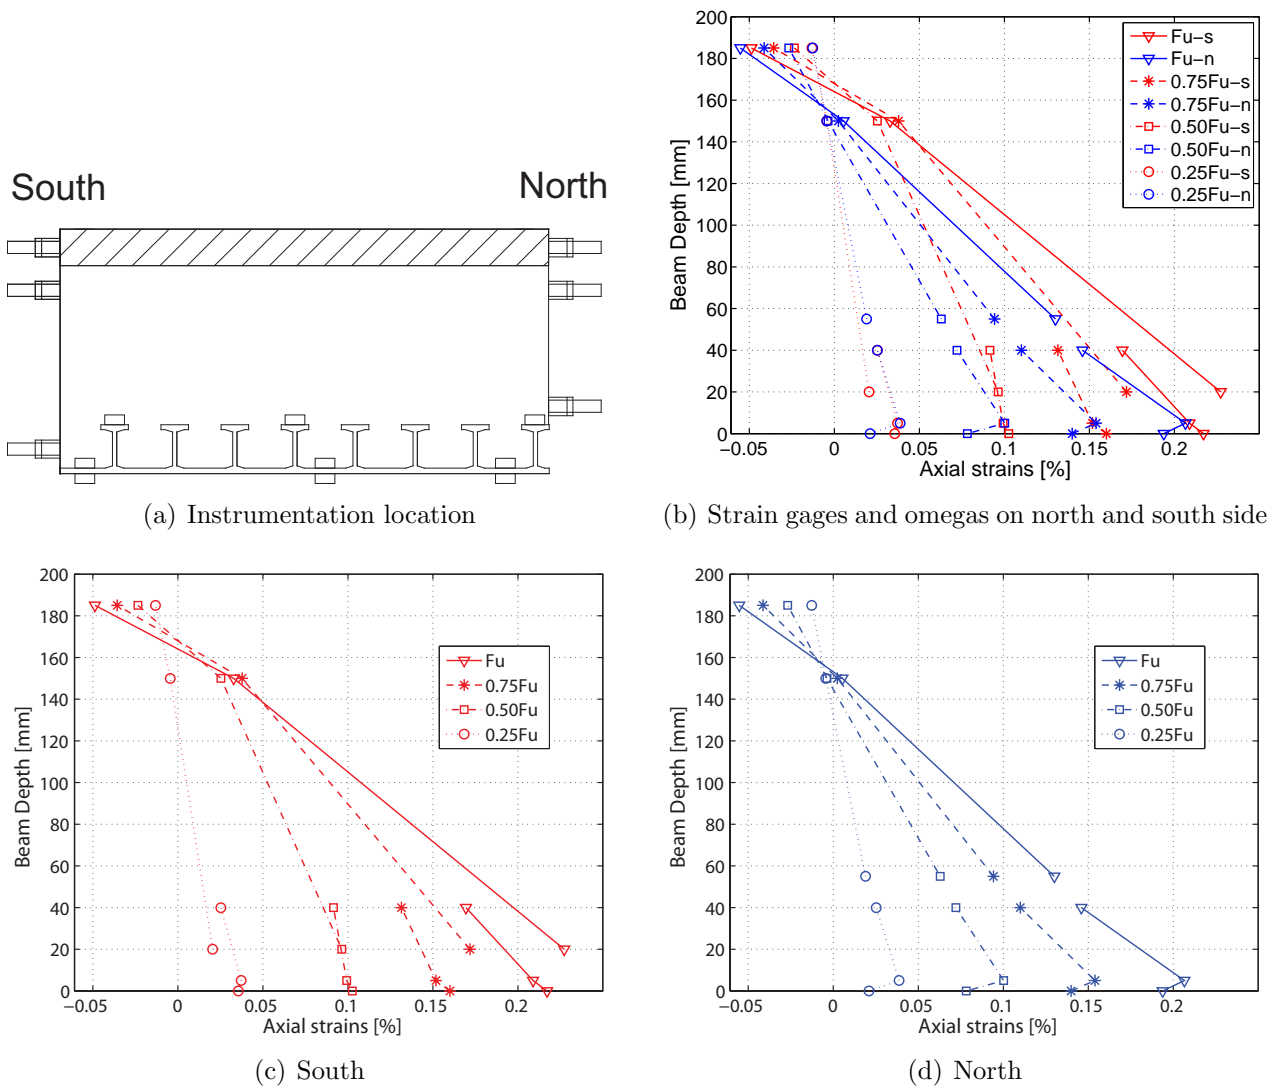 South
North
(a) Instrumentation location
200
180
160
140
120
100
80
60
40
20
0
Beam Depth [mm]
−0.05
0
0.05
0.1
0.15
0.2
Axial strains [%]
Fu−s
Fu−n
0.75Fu−s
0.75Fu−n
0.50Fu−s
0.50Fu−n
0.25Fu−s
0.25Fu−n
(b) Strain gages and omegas on north and south side
200
180
160
140
120
100
80
60
40
20
0
Beam Depth [mm]
−0.05
0
0.05
0.1
0.15
0.2
Axial strains [%]
Fu
0.75Fu
0.50Fu
0.25Fu
(c) South
200
180
160
140
120
100
80
60
40
20
0
Beam Depth [mm]
−0.05
0
0.05
0.1
0.15
0.2
Axial strains [%]
Fu
0.75Fu
0.50Fu
0.25Fu
(d) North